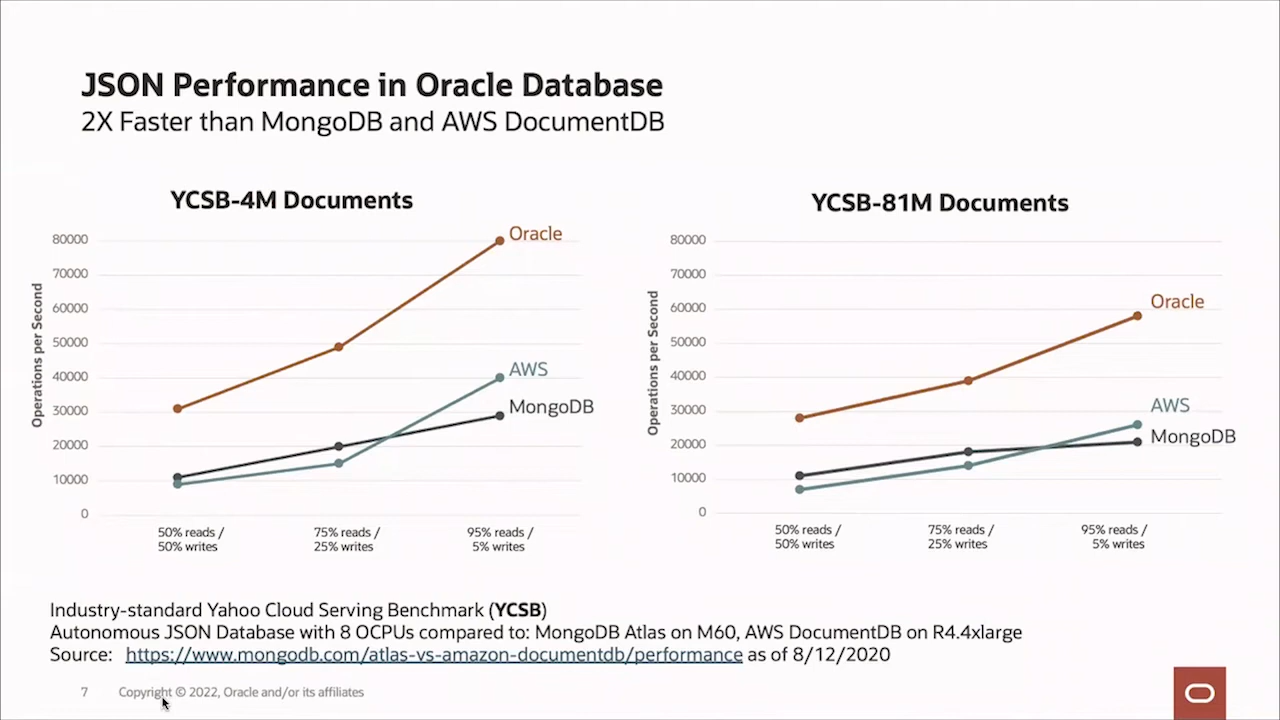 JSON Performance in Oracle Database
2X Faster than MongoDB and AWS DocumentDB
YCSB-4M Documents
Operations per Second
80000
70000
60000
50000
40000
30000
20000
10000
0
Oracle
AWS
MongoDB
50% reads /
50% writes
75% reads /
25% writes
95% reads /
5% writes
YCSB-81M Documents
Operations per Second
80000
70000
60000
50000
40000
30000
20000
10000
0
Oracle
AWS
MongoDB
50% reads /
50% writes
75% reads /
25% writes
95% reads /
5% writes
Industry-standard Yahoo Cloud Serving Benchmark (YCSB)
Autonomous JSON Database with 8 OCPUs compared to: MongoDB Atlas on M60, AWS DocumentDB on R4.4xlarge
Source: https://www.mongodb.com/atlas-vs-amazon-documentdb/performance as of 8/12/2020
7 Copyright © 2022, Oracle and/or its affiliates